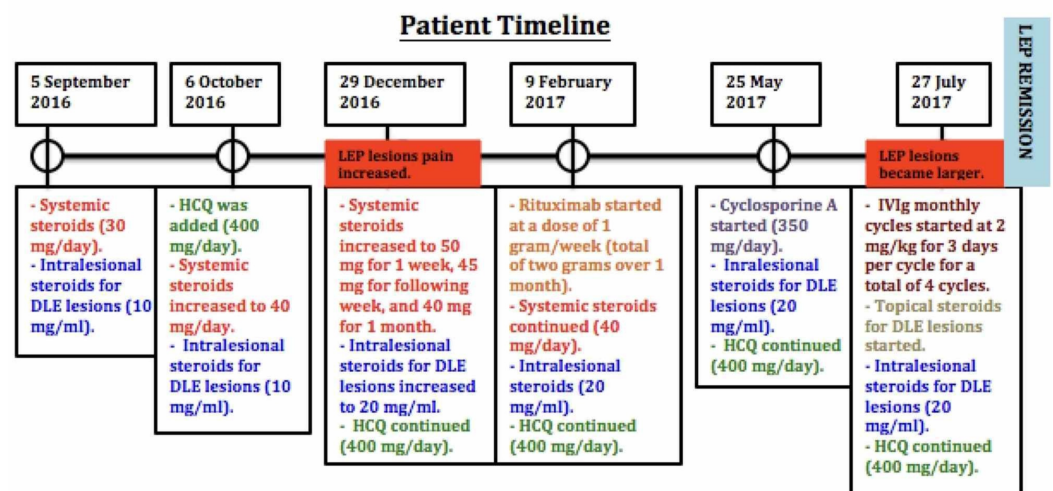 Patient Timeline
5 September
2016
6 October
2016
29 December
2016
9 February
2017
25 May
2017
27 July
2017
LEP REMISSION
LEP lesions pain
increased.
LEP lesions
became larger.
- Systemic
steroids (30
mg/day).
- Intralesional
steroids for
DLE lesions (10
mg/ml).
- HCQ was
added (400
mg/day).
- Systemic
steroids
increased to 40
mg/day.
- Intralesional
steroids for
DLE lesions (10
mg/ml).
- Systemic
steroids
increased to 50
mg for 1 week, 45
mg for following
week, and 40 mg
for 1 month.
- Intralesional
steroids for DLE
lesions increased
to 20 mg/ml.
- HCQ continued
(400 mg/day).
- Rituximab started
at a dose of 1
gram/week (total
of two grams over 1
month).
- Systemic steroids
continued (40
mg/day).
- Intralesional
steroids (20
mg/ml).
- HCQ continued
(400 mg/day).
- Cyclosporine A
started (350
mg/day).
- Inralesional
steroids for DLE
lesions (20
mg/ml).
- HCQ continued
(400 mg/day).
- IVIg monthly
cycles started at 2
mg/kg for 3 days
per cycle for a
total of 4 cycles.
- Topical steroids
for DLE lesions
started.
- Intralesional
steroids for DLE
lesions (20
mg/ml).
- HCQ continued
(400 mg/day).